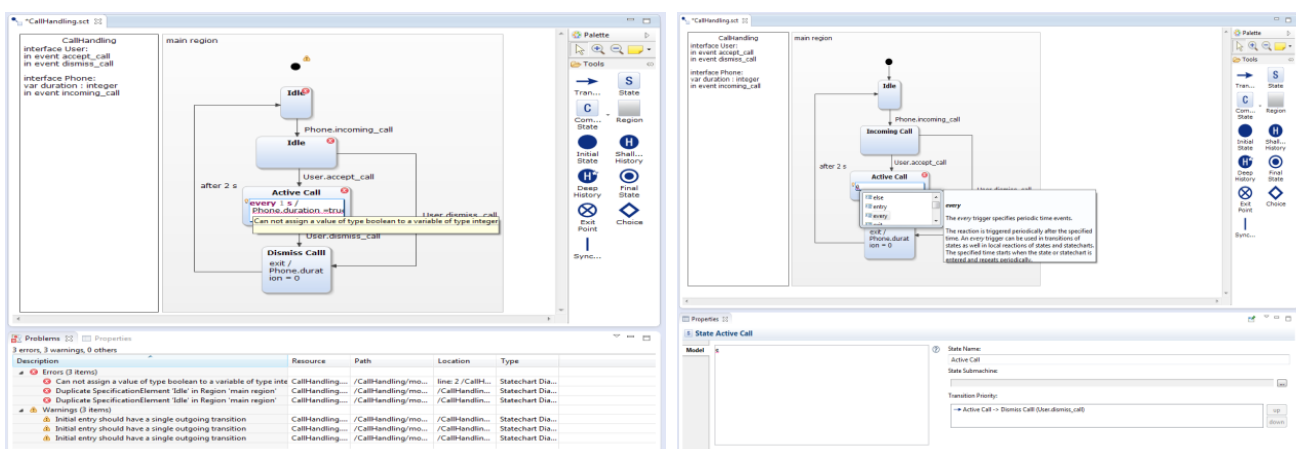 *CallHandling.sct
CallHandling
interface User:
in event accept_call
in event dismiss_call
interface Phone:
var duration : integer
in event incoming_call
main region
Idle
Phone.incoming_call
Idle
User.accept_call
after 2 s
Active Call
every 1 s /
Phone.duration =true
Can not assign a value of type boolean to a variable of type integer
User.dismiss_call
User.dismiss_call
Dismiss Calll
exit /
Phone.durat
ion = 0
Palette
Tools
Tran...
S
State
C
Com...
State
Region
Initial
State
H
Shall...
History
H*
Deep
History
Final
State
Exit
Point
Choice
Sync...
Problems
Properties
3 errors, 3 warnings, 0 others
Description Resource Path Location Type
Errors (3 items)
Can not assign a value of type boolean to a variable of type inte CallHandling.... /CallHandling/mo... line: 2 /CallH... Statechart Dia...
Duplicate SpecificationElement 'Idle' in Region 'main region' CallHandling.... /CallHandling/mo... /CallHandlin... Statechart Dia...
Duplicate SpecificationElement 'Idle' in Region 'main region' CallHandling.... /CallHandling/mo... /CallHandlin... Statechart Dia...
Warnings (3 items)
Initial entry should have a single outgoing transition CallHandling.... /CallHandling/mo... /CallHandlin... Statechart Dia...
Initial entry should have a single outgoing transition CallHandling.... /CallHandling/mo... /CallHandlin... Statechart Dia...
Initial entry should have a single outgoing transition CallHandling.... /CallHandling/mo... /CallHandlin... Statechart Dia...
*CallHandling.sct
CallHandling
interface User:
in event accept_call
in event dismiss_call
interface Phone:
var duration : integer
in event incoming_call
main region
Idle
Phone.incoming_call
Incoming Call
User.accept_call
after 2 s
Active Call
else
entry
every
every
The every trigger specifies periodic time events.
The reaction is triggered periodically after the specified
time. An every trigger can be used in transitions of
states as well in local reactions of states and statecharts.
The specified time starts when the state or statechart is
entered and repeats periodically.
exit /
Phone.durat
ion = 0
Palette
Tools
Tran...
S
State
C
Com...
State
Region
Initial
State
H
Shall...
History
H*
Deep
History
Final
State
Exit
Point
Choice
Sync...
Properties
State Active Call
Model
State Name:
Active Call
State Submachine:
Transition Priority:
Active Call -> Dismiss Calll (User.dismiss_call)
up
down